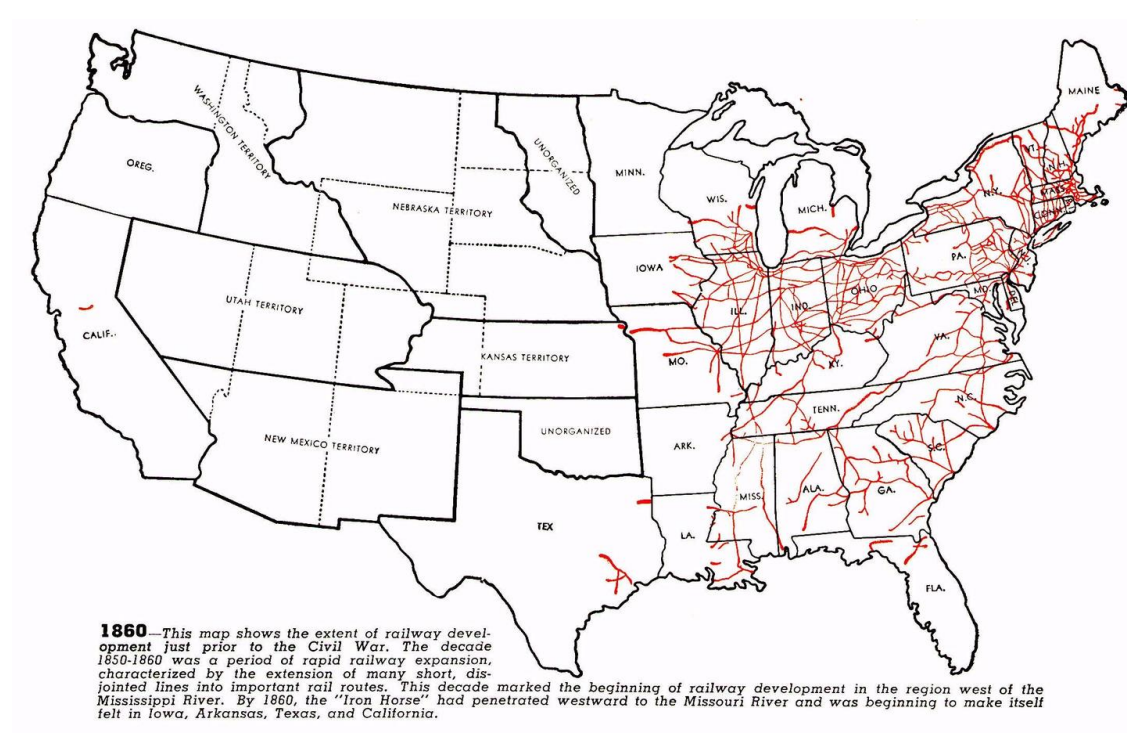 MAINE
WASHINGTON TERRITORY
OREG.
UNORGANIZED
MINN.
VT.
N.H.
NEBRASKA TERRITORY
WIS.
MICH.
N.Y.
MASS.
CONN.
IOWA
PA.
UTAH TERRITORY
ILL.
IND.
OHIO
MD.
DEL.
CALIF.
KANSAS TERRITORY
MO.
KY.
VA.
TENN.
N.C.
NEW MEXICO TERRITORY
UNORGANIZED
ARK.
S.C.
MISS.
ALA.
GA.
TEX
LA.
FLA.
1860—This map shows the extent of railway devel-
opment just prior to the Civil War. The decade
1850-1860 was a period of rapid railway expansion,
characterized by the extension of many short, dis-
jointed lines into important rail routes. This decade marked the beginning of railway development in the region west of the
Mississippi River. By 1860, the "Iron Horse" had penetrated westward to the Missouri River and was beginning to make itself
felt in Iowa, Arkansas, Texas, and California.